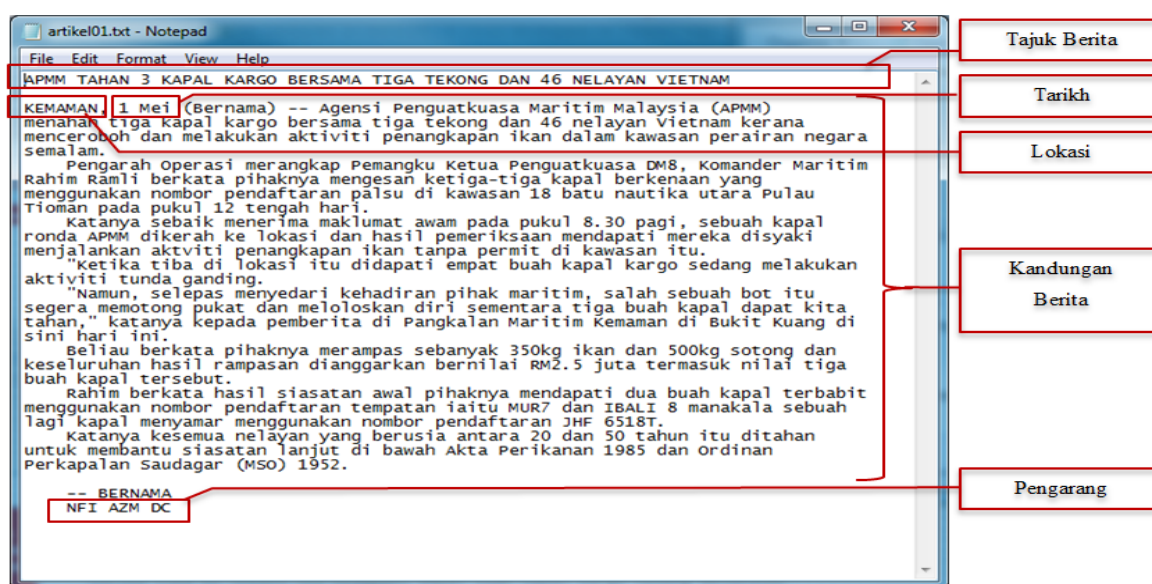 artikel01.txt - Notepad
File Edit Format View Help
APMM TAHAN 3 KAPAL KARGO BERSAMA TIGA TEKONG DAN 46 NELAYAN VIETNAM
KEMAMAN, 1 Mei (Bernama) -- Agensi Penguatkuasa Maritim Malaysia (APMM)
menahan tiga kapal kargo bersama tiga tekong dan 46 nelayan Vietnam kerana
menceroboh dan melakukan aktiviti penangkapan ikan dalam kawasan perairan negara
semalam.
Pengarah Operasi merangkap Pemangku Ketua Penguatkuasa DM8, Komander Maritim
Rahim Ramli berkata pihaknya mengesan ketiga-tiga kapal berkenaan yang
menggunakan nombor pendaftaran palsu di kawasan 18 batu nautika utara Pulau
Tioman pada pukul 12 tengah hari.
Katanya sebaik menerima maklumat awam pada pukul 8.30 pagi, sebuah kapal
ronda APMM dikerah ke lokasi dan hasil pemeriksaan mendapati mereka disyaki
menjalankan aktvititi penangkapan ikan tanpa permit di kawasan itu.
"Ketika tiba di lokasi itu didapati empat buah kapal kargo sedang melakukan
aktiviti tunda ganding.
"Namun, selepas menyedari kehadiran pihak maritim, salah sebuah bot itu
segera memotong pukat dan meloloskan diri sementara tiga buah kapal dapat kita
tahan," katanya kepada pemberita di Pangkalan Maritim Kemaman di Bukit Kuang di
sini hari ini.
Beliau berkata pihaknya merampas sebanyak 350kg ikan dan 500kg sotong dan
keseluruhan hasil rampasan dianggarkan bernilai RM2.5 juta termasuk nilai tiga
buah kapal tersebut.
Rahim berkata hasil siasatan awal pihaknya mendapati dua buah kapal terbabit
menggunakan nombor pendaftaran tempatan iaitu MUR7 dan IBALI 8 manakala sebuah
lagi kapal menyamar menggunakan nombor pendaftaran JHF 6518T.
Katanya kesemua nelayan yang berusia antara 20 dan 50 tahun itu ditahan
untuk membantu siasatan lanjut di bawah Akta Perikanan 1985 dan Ordinan
Perkapalan Saudagar (MSO) 1952.
-- BERNAMA
NFI AZM DC
Tajuk Berita
Tarikh
Lokasi
Kandungan
Berita
Pengarang